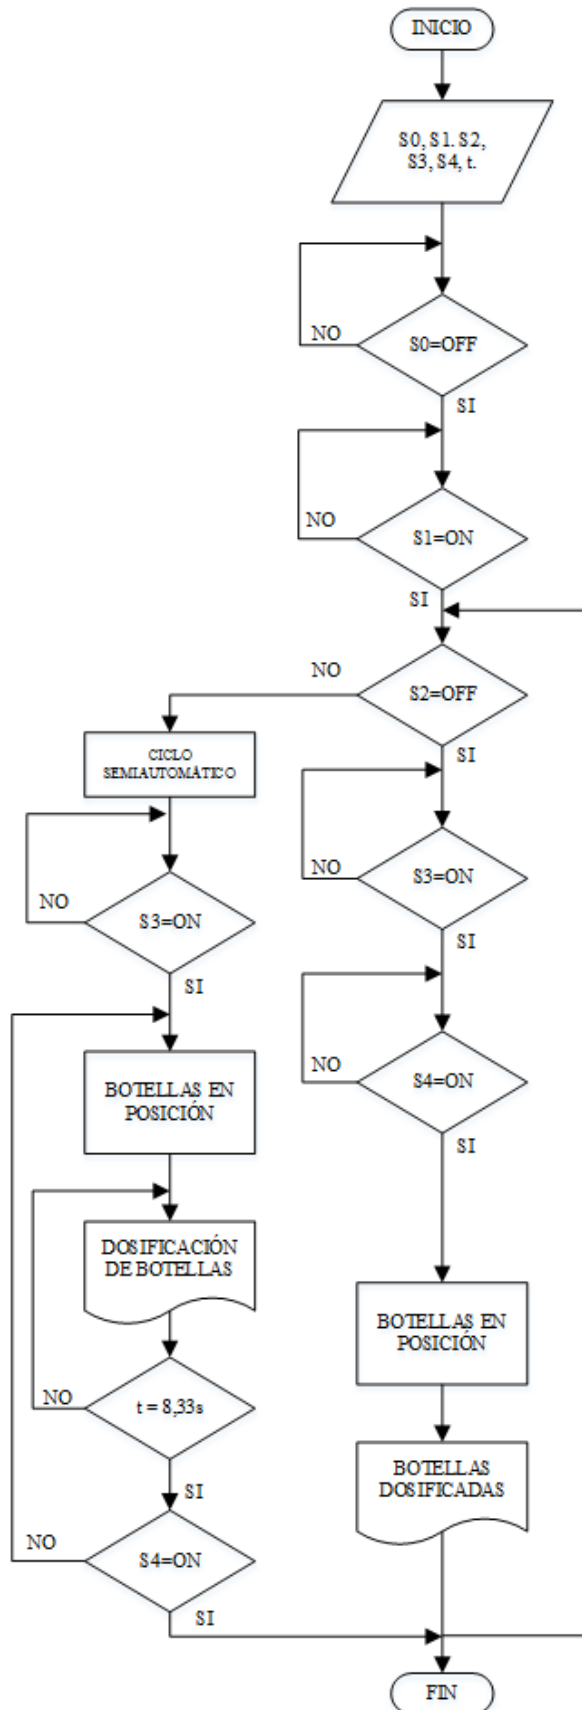 INICIO
S0, S1. S2,
S3, S4, t.
NO
S0=OFF
SI
NO
S1=ON
SI
NO
S2=OFF
SI
CICLO
SEMIAUTOMÁTICO
NO
S3=ON
SI
NO
S3=ON
SI
NO
S4=ON
SI
BOTELLAS EN
POSICIÓN
DOSIFICACIÓN
DE BOTELLAS
NO
t = 8,33s
SI
NO
S4=ON
SI
BOTELLAS EN
POSICIÓN
BOTELLAS
DOSIFICADAS
FIN